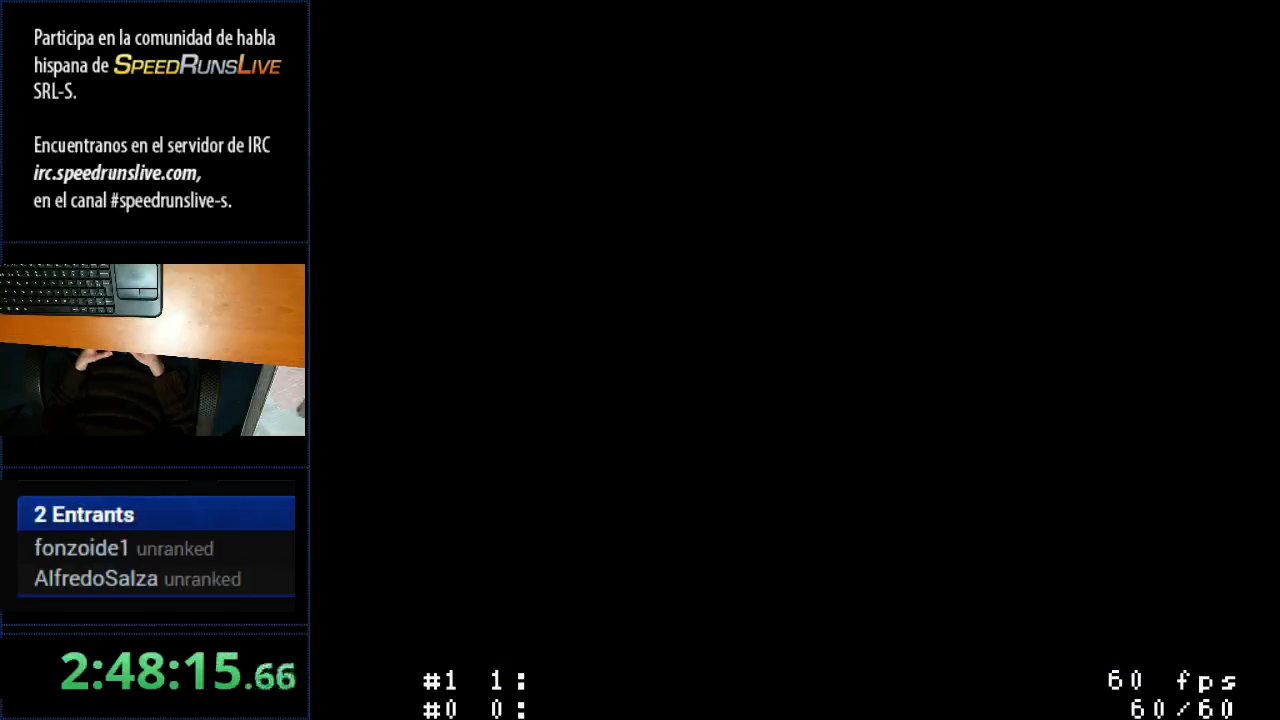 Participa en la comunidad de habla
hispana de SPEEDRUNSLIVE
SRL-S.
Encuentranos en el servidor de IRC
irc.speedrunslive.com,
en el canal #speedrunslive-s.
2 Entrants
fonzoide1 unranked
AlfredoSalza unranked
2:48:15.66
#1 1:
60 fps
#0 0:
60/60